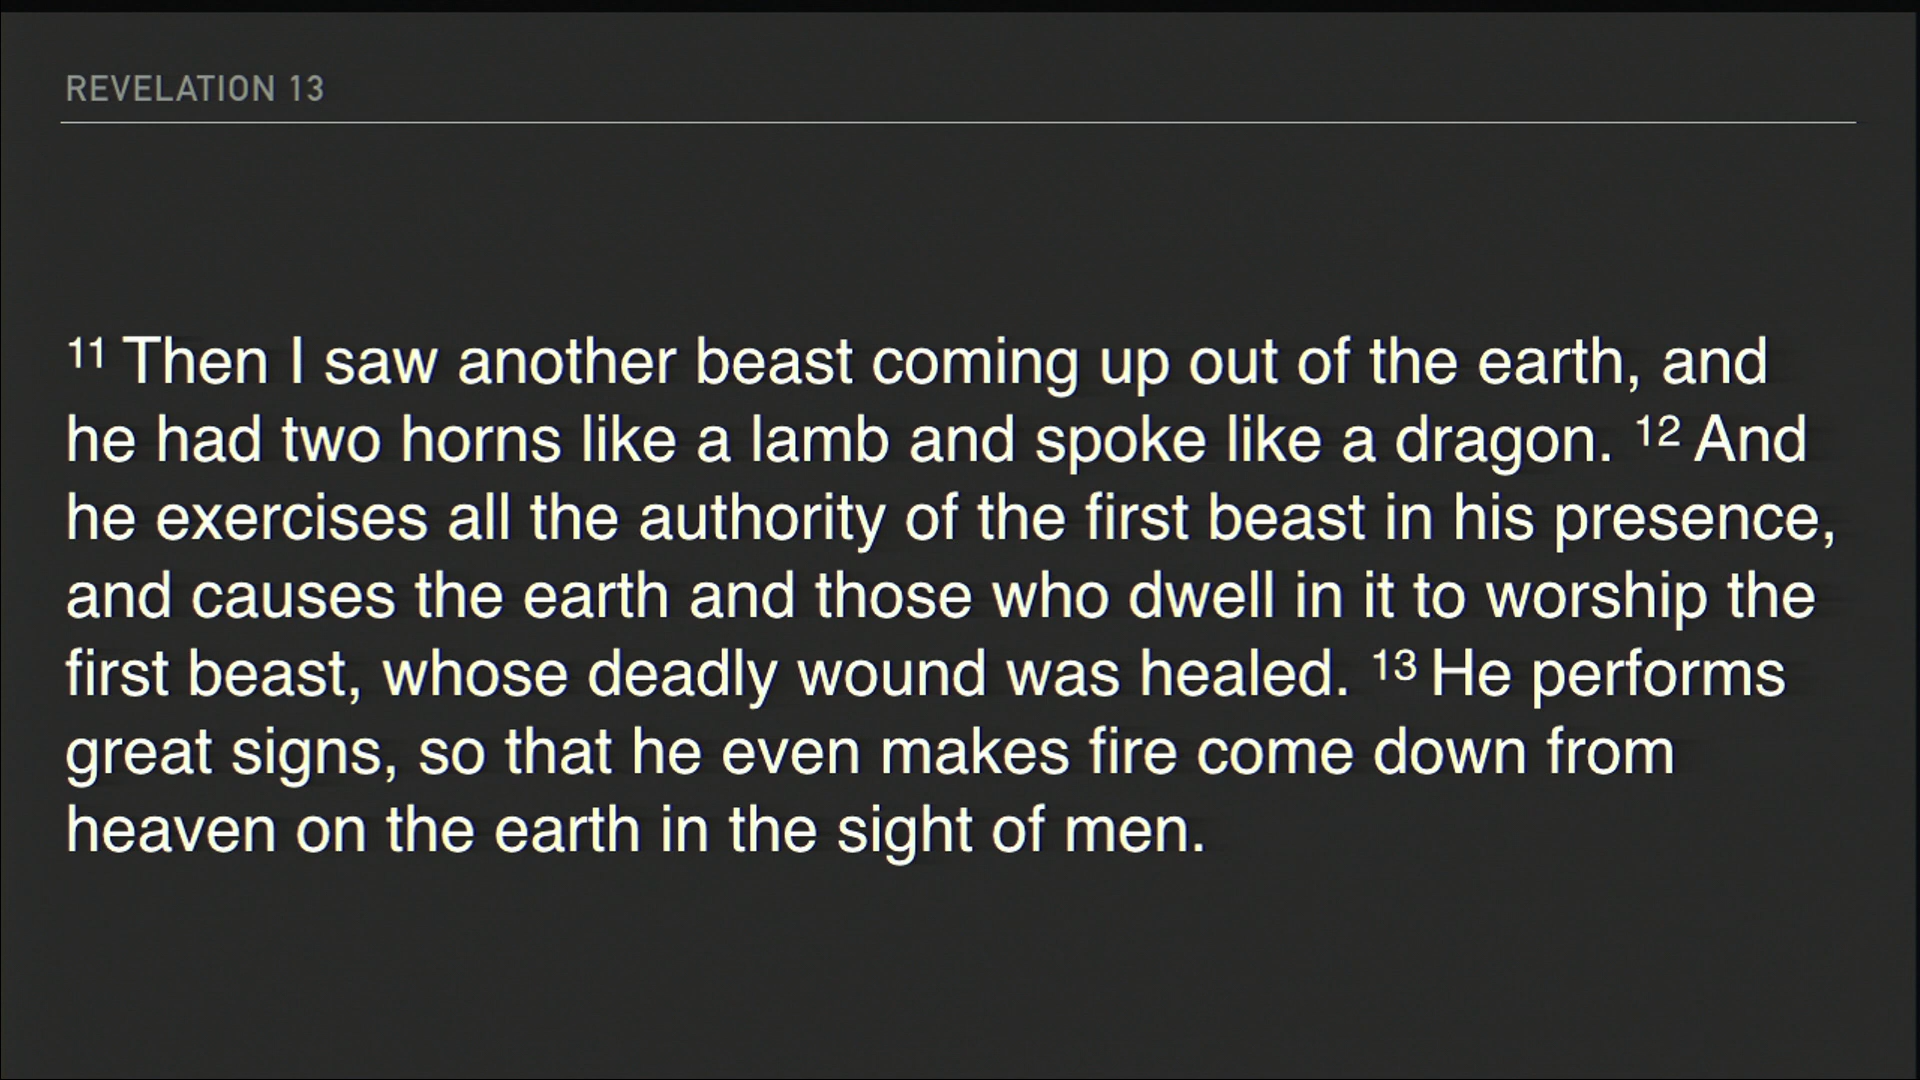 REVELATION 13
11 Then I saw another beast coming up out of the earth, and
he had two horns like a lamb and spoke like a dragon. 12 And
he exercises all the authority of the first beast in his presence,
and causes the earth and those who dwell in it to worship the
first beast, whose deadly wound was healed. 13 He performs
great signs, so that he even makes fire come down from
heaven on the earth in the sight of men.